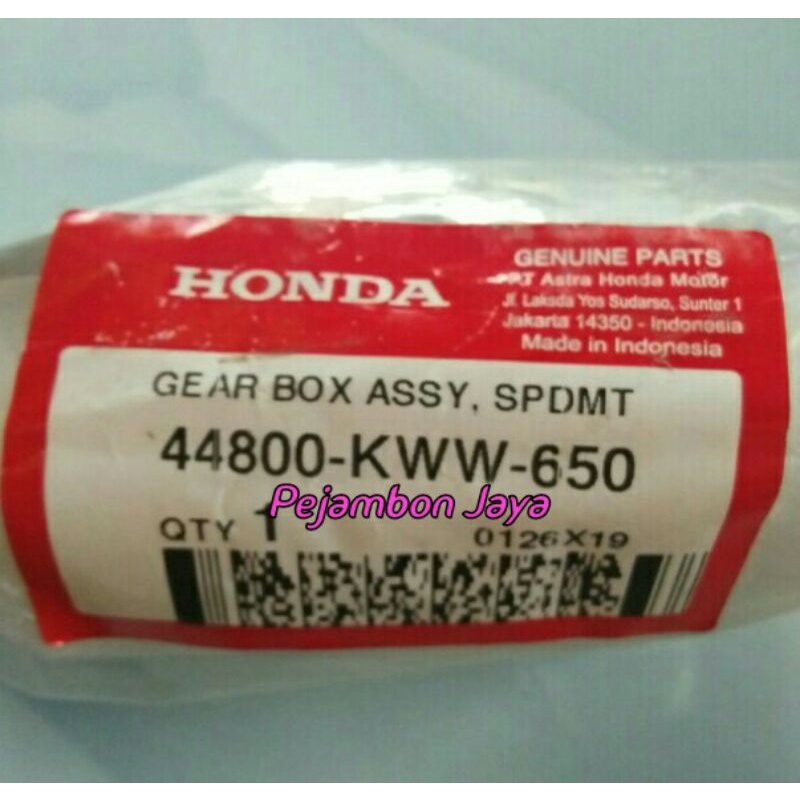 HONDA
GENUINE PARTS
PT Astra Honda Motor
Jl. Laksda Yos Sudarso, Sunter 1
Jakarta 14350 - Indonesia
Made in Indonesia
GEAR BOX ASSY, SPDMT
44800-KWW-650
Pejambon Jaya
QTY 1
0126X19